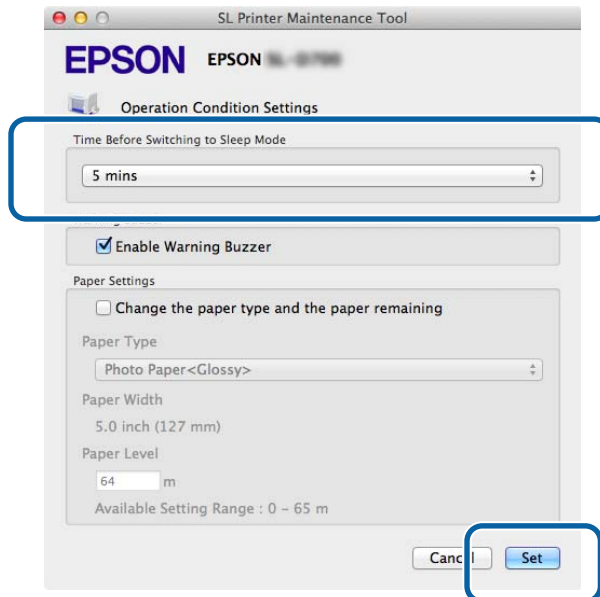 SL Printer Maintenance Tool
EPSON EPSON
Operation Condition Settings
Time Before Switching to Sleep Mode
5 mins
Enable Warning Buzzer
Paper Settings
Change the paper type and the paper remaining
Paper Type
Photo Paper<Glossy>
Paper Width
5.0 inch (127 mm)
Paper Level
64 m
Available Setting Range : 0 – 65 m
Cancel Set